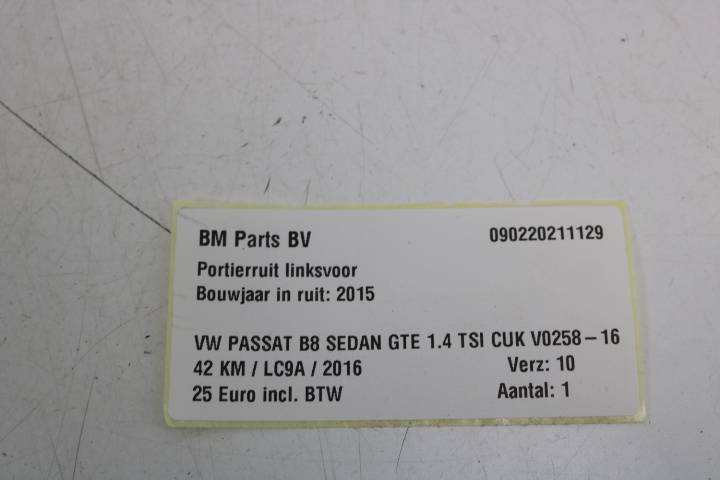 BM Parts BV 090220211129
Portierruit linksvoor
Bouwjaar in ruit: 2015
VW PASSAT B8 SEDAN GTE 1.4 TSI CUK V0258-16
42 KM / LC9A / 2016 Verz: 10
25 Euro incl. BTW Aantal: 1